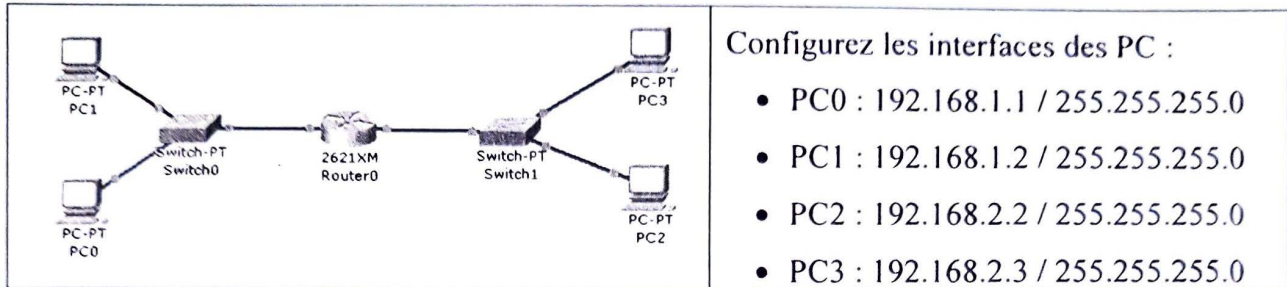 PC-PT
PC1
PC-PT
PC3
Switch-PT
Switch0
2621XM
Router0
Switch-PT
Switch1
PC-PT
PC0
PC-PT
PC2
Configurez les interfaces des PC :
• PC0 : 192.168.1.1 / 255.255.255.0
• PC1 : 192.168.1.2 / 255.255.255.0
• PC2 : 192.168.2.2 / 255.255.255.0
• PC3 : 192.168.2.3 / 255.255.255.0